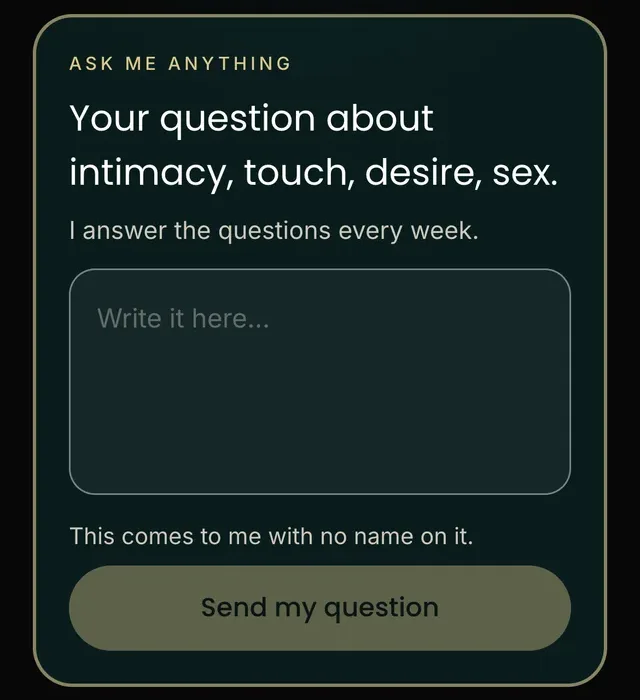 ASK ME ANYTHING
Your question about
intimacy, touch, desire, sex.
I answer the questions every week.
Write it here...
This comes to me with no name on it.
Send my question